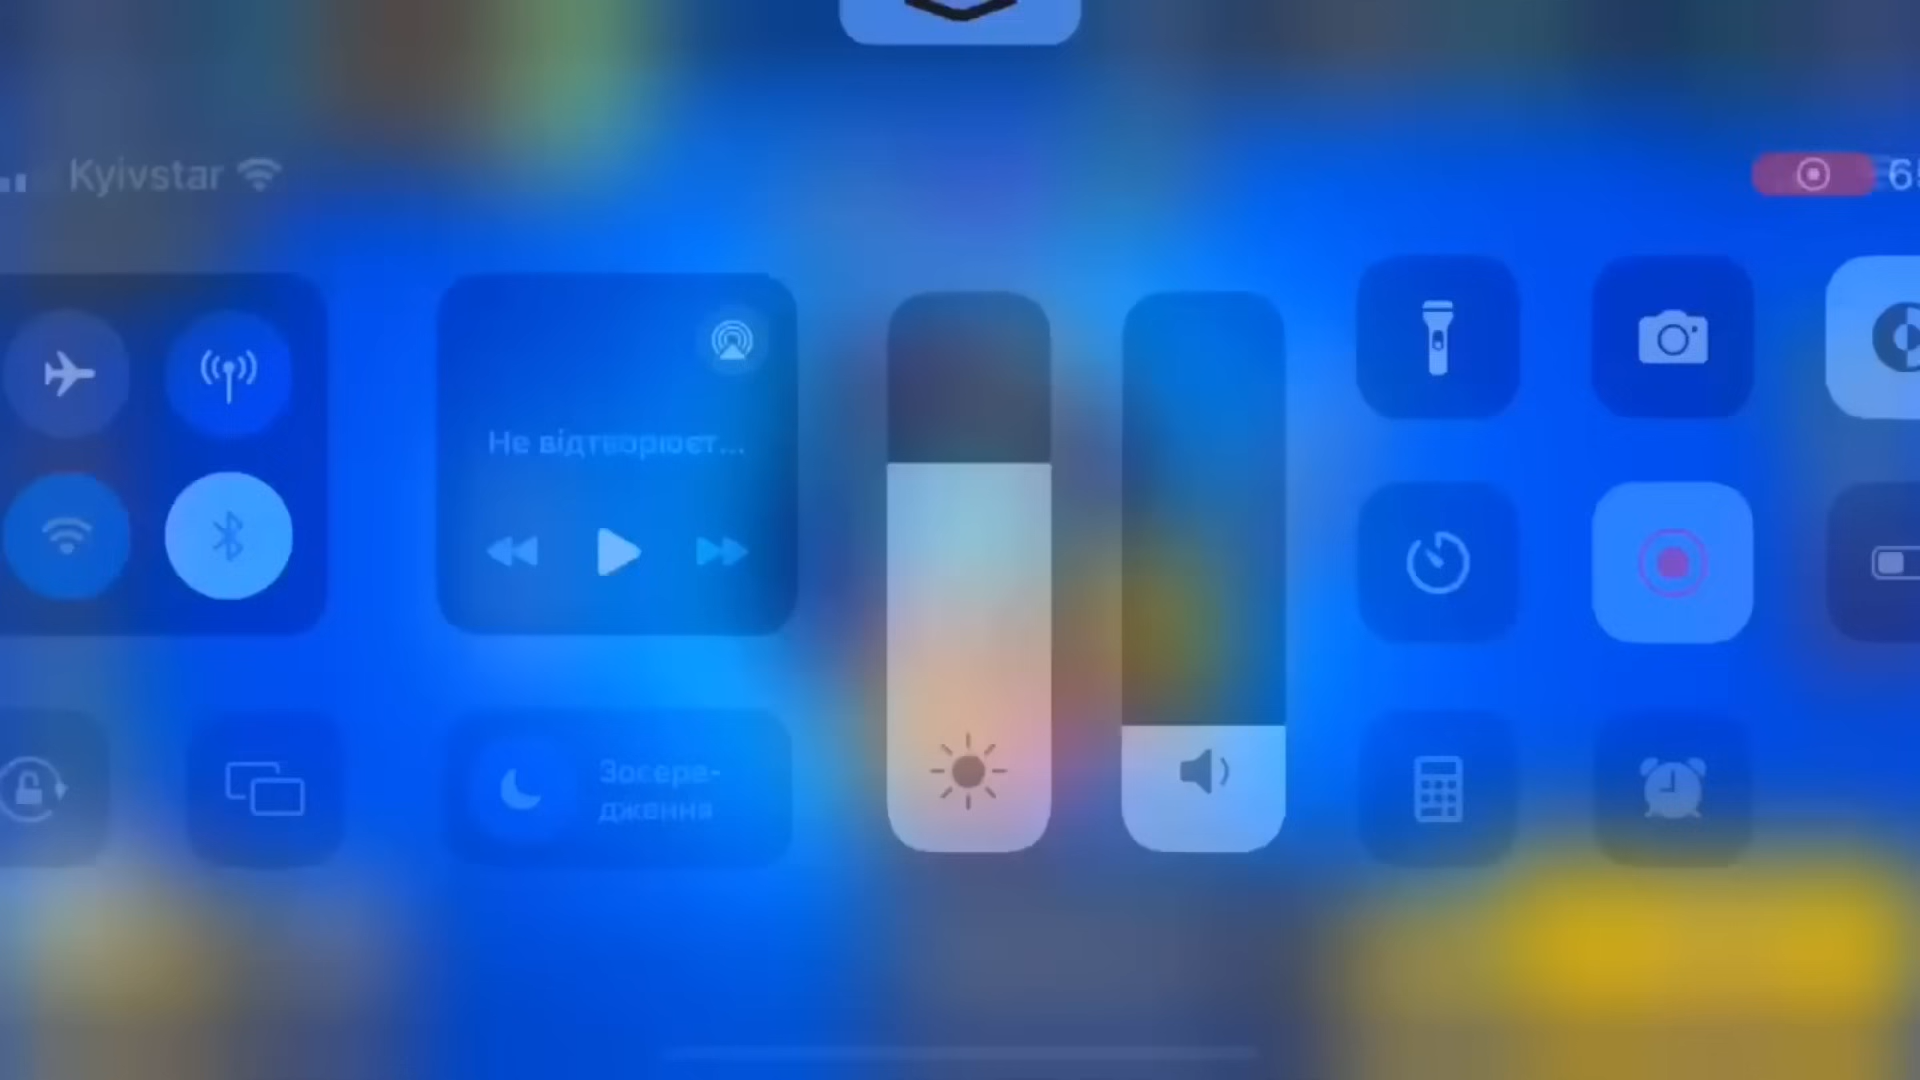 Kyivstar
Не відтворюєт...
Зосере-
дження